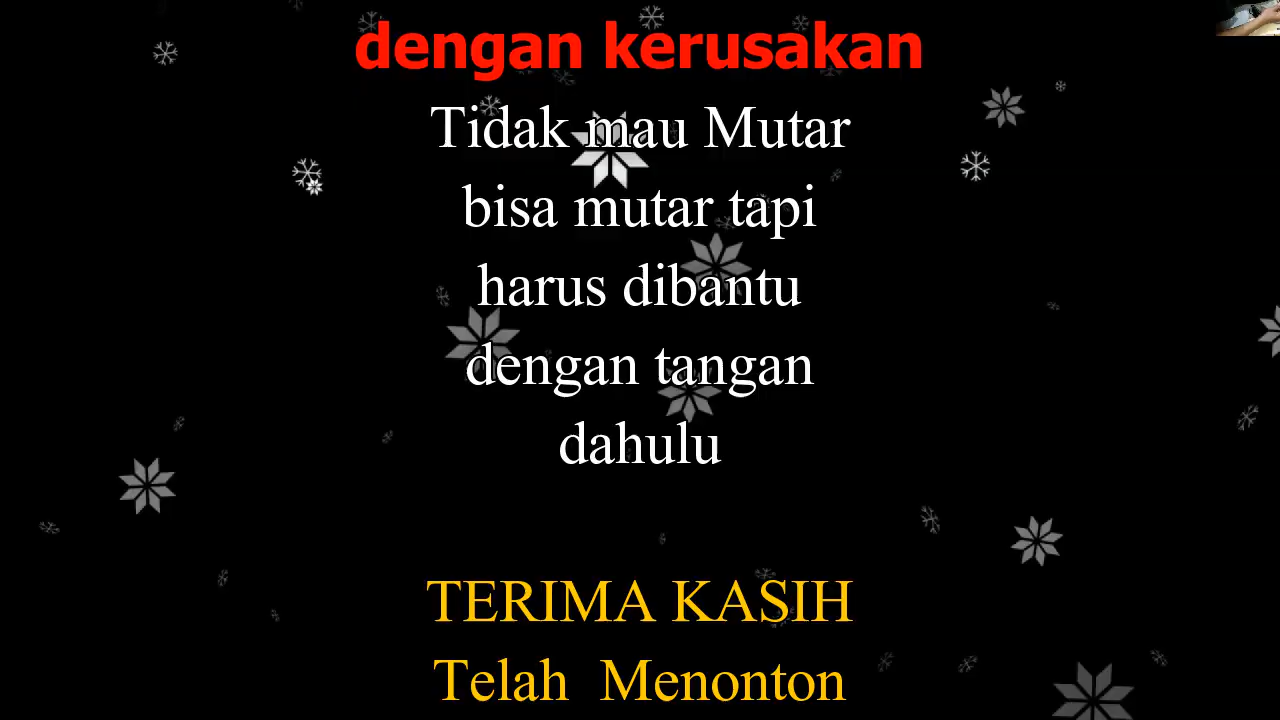 dengan kerusakan
Tidak mau Mutar
bisa mutar tapi
harus dibantu
dengan tangan
dahulu
TERIMA KASIH
Telah Menonton